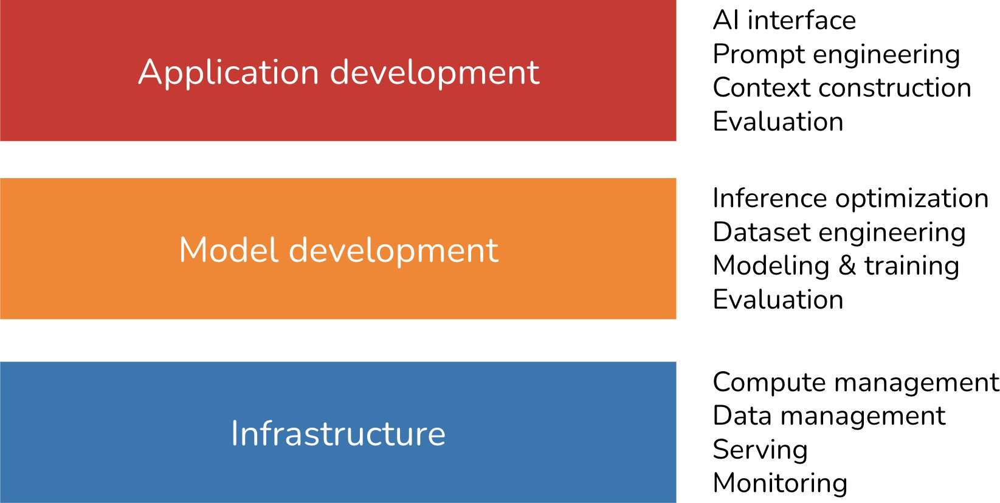 Application development
AI interface
Prompt engineering
Context construction
Evaluation
Model development
Inference optimization
Dataset engineering
Modeling & training
Evaluation
Infrastructure
Compute management
Data management
Serving
Monitoring